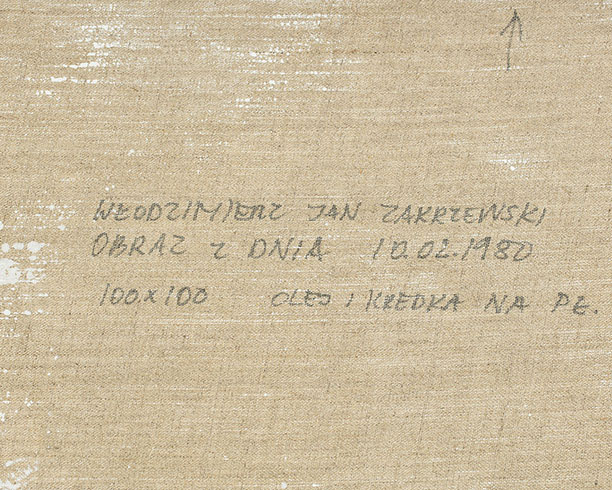 WŁODZIMIERZ JAN ZAKRZEWSKI
OBRAZ Z DNIA 10.02.1980
100x100 OLEJ I KREDKA NA PŁ.